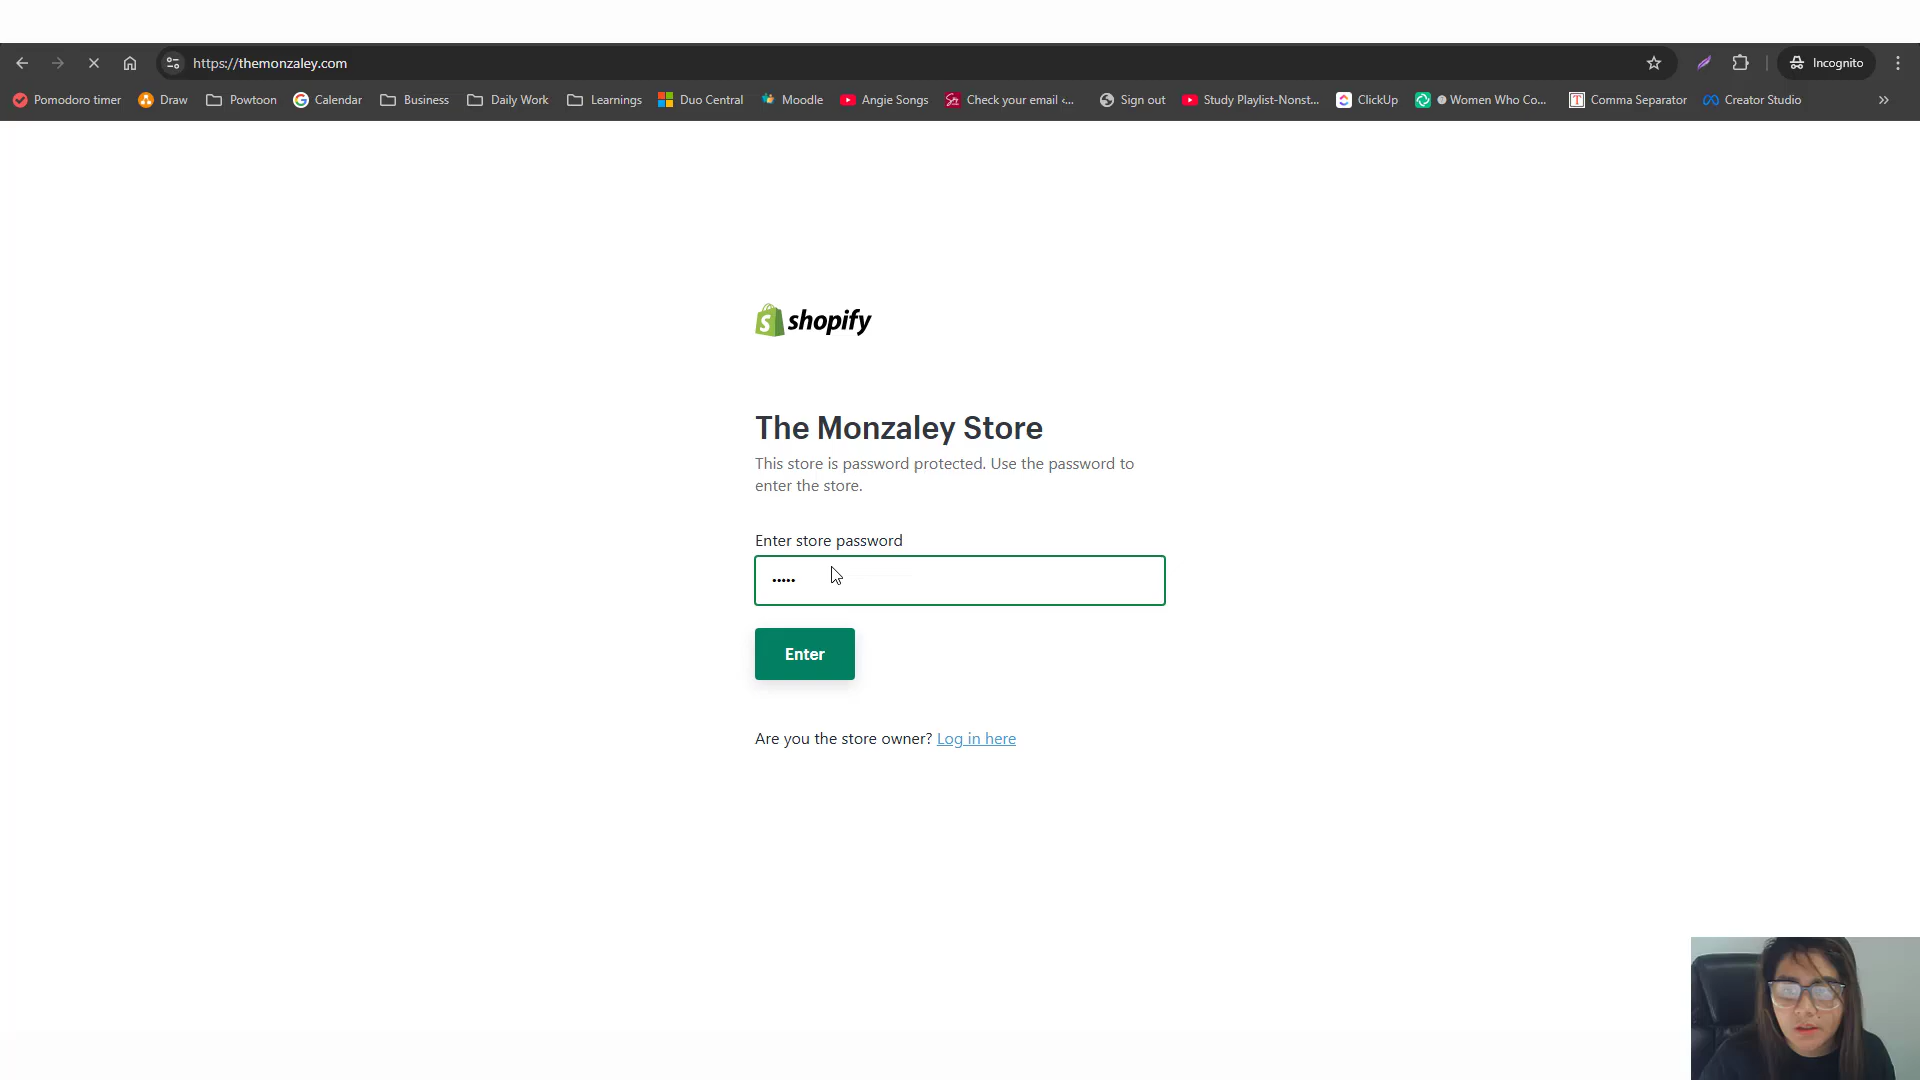 https://themonzaley.com
Incognito
Pomodoro timer Draw Powtoon Calendar Business Daily Work Learnings Duo Central Moodle Angie Songs Check your email ‹... Sign out Study Playlist-Nonst... ClickUp Women Who Co... Comma Separator Creator Studio
shopify
The Monzaley Store
This store is password protected. Use the password to
enter the store.
Enter store password
•••••
Enter
Are you the store owner? Log in here